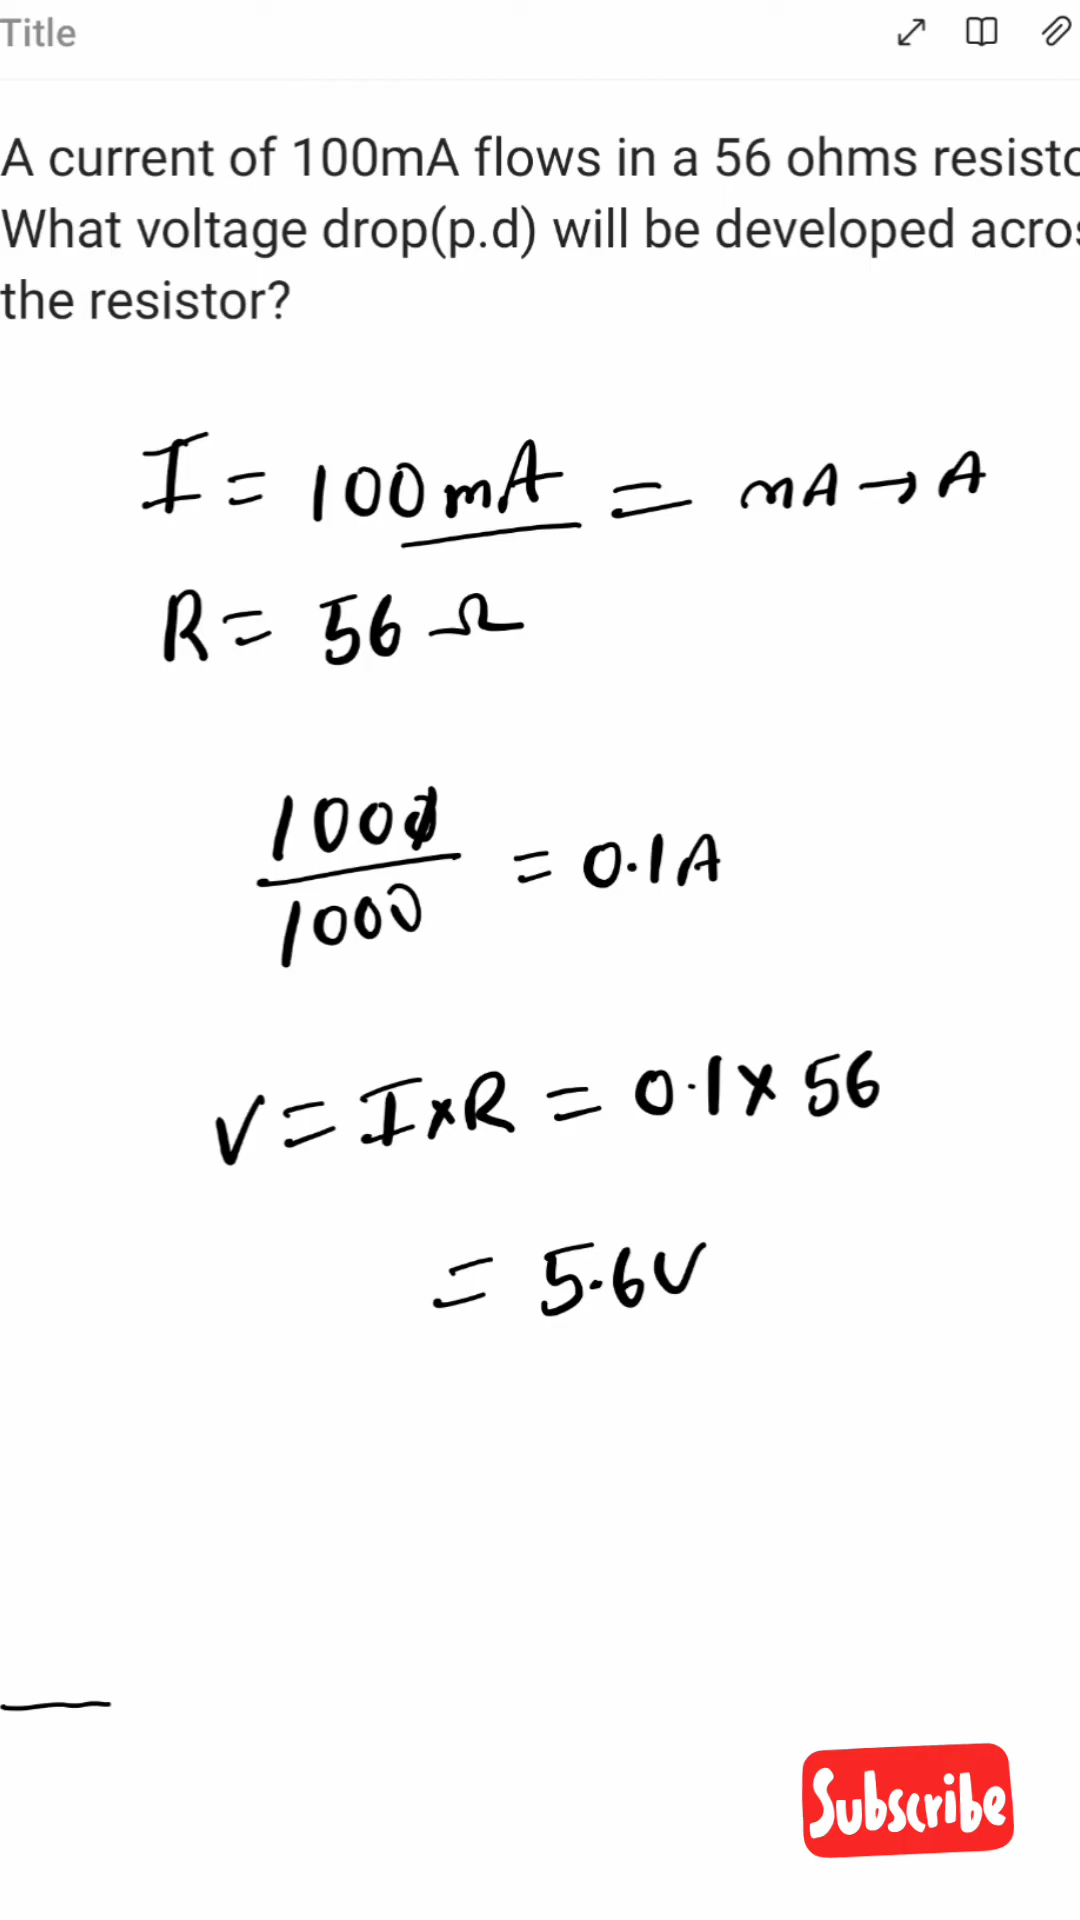 Title
A current of 100mA flows in a 56 ohms resisto
What voltage drop(p.d) will be developed acros
the resistor?
I = 100mA = mA → A
R = 56 Ω
100
1000
= 0.1A
V = I×R = 0.1 × 56
= 5.6V
Subscribe